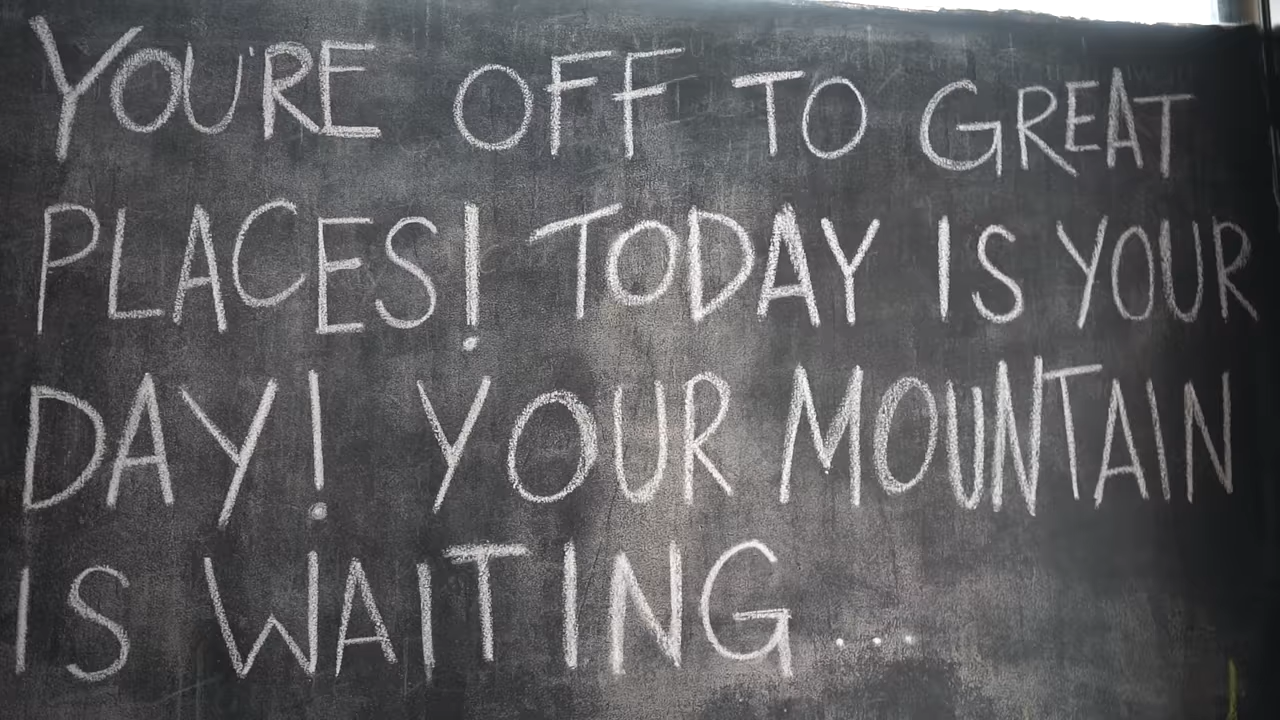 YOU'RE OFF TO GREAT
PLACES! TODAY IS YOUR
DAY! YOUR MOUNTAIN
IS WAITING...